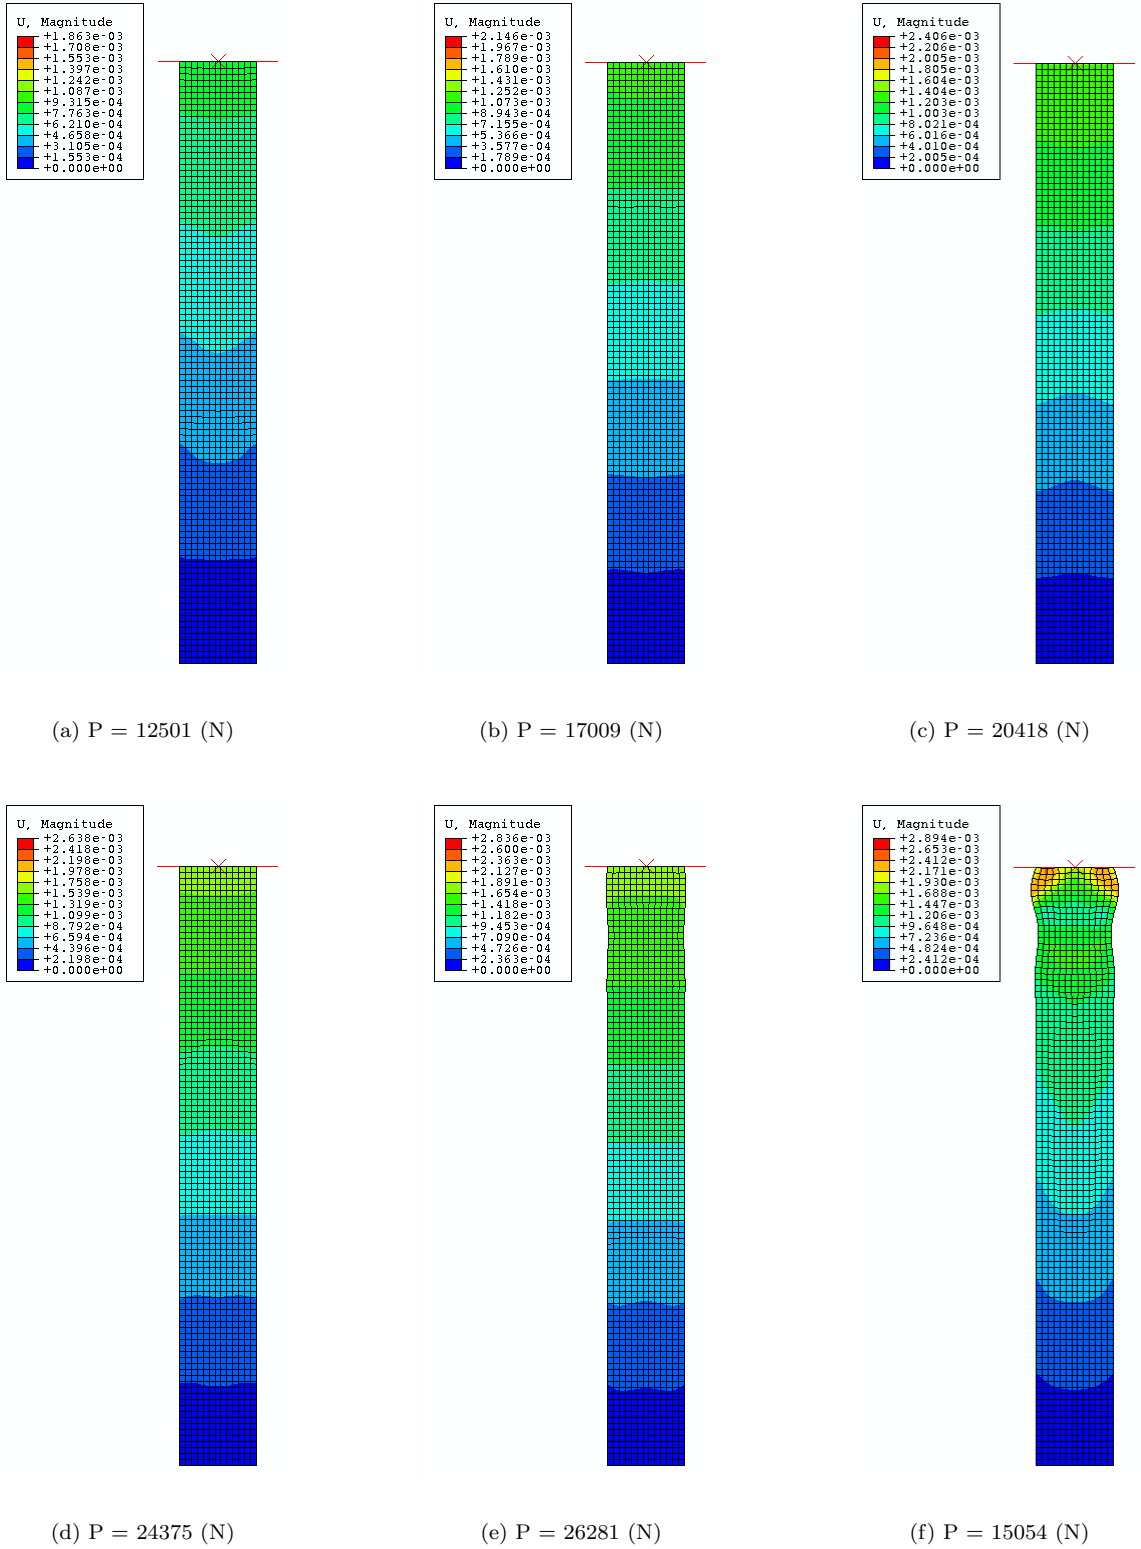 U, Magnitude
+1.863e-03
+1.708e-03
+1.553e-03
+1.397e-03
+1.242e-03
+1.087e-03
+9.315e-04
+7.763e-04
+6.210e-04
+4.658e-04
+3.105e-04
+1.553e-04
+0.000e+00
U, Magnitude
+2.146e-03
+1.967e-03
+1.789e-03
+1.610e-03
+1.431e-03
+1.252e-03
+1.073e-03
+8.943e-04
+7.155e-04
+5.366e-04
+3.577e-04
+1.789e-04
+0.000e+00
U, Magnitude
+2.406e-03
+2.206e-03
+2.005e-03
+1.805e-03
+1.604e-03
+1.404e-03
+1.203e-03
+1.003e-03
+8.021e-04
+6.016e-04
+4.010e-04
+2.005e-04
+0.000e+00
(a) P = 12501 (N)
(b) P = 17009 (N)
(c) P = 20418 (N)
U, Magnitude
+2.638e-03
+2.418e-03
+2.198e-03
+1.978e-03
+1.758e-03
+1.539e-03
+1.319e-03
+1.099e-03
+8.792e-04
+6.594e-04
+4.396e-04
+2.198e-04
+0.000e+00
U, Magnitude
+2.836e-03
+2.600e-03
+2.363e-03
+2.127e-03
+1.891e-03
+1.654e-03
+1.418e-03
+1.182e-03
+9.453e-04
+7.090e-04
+4.726e-04
+2.363e-04
+0.000e+00
U, Magnitude
+2.894e-03
+2.653e-03
+2.412e-03
+2.171e-03
+1.930e-03
+1.688e-03
+1.447e-03
+1.206e-03
+9.648e-04
+7.236e-04
+4.824e-04
+2.412e-04
+0.000e+00
(d) P = 24375 (N)
(e) P = 26281 (N)
(f) P = 15054 (N)